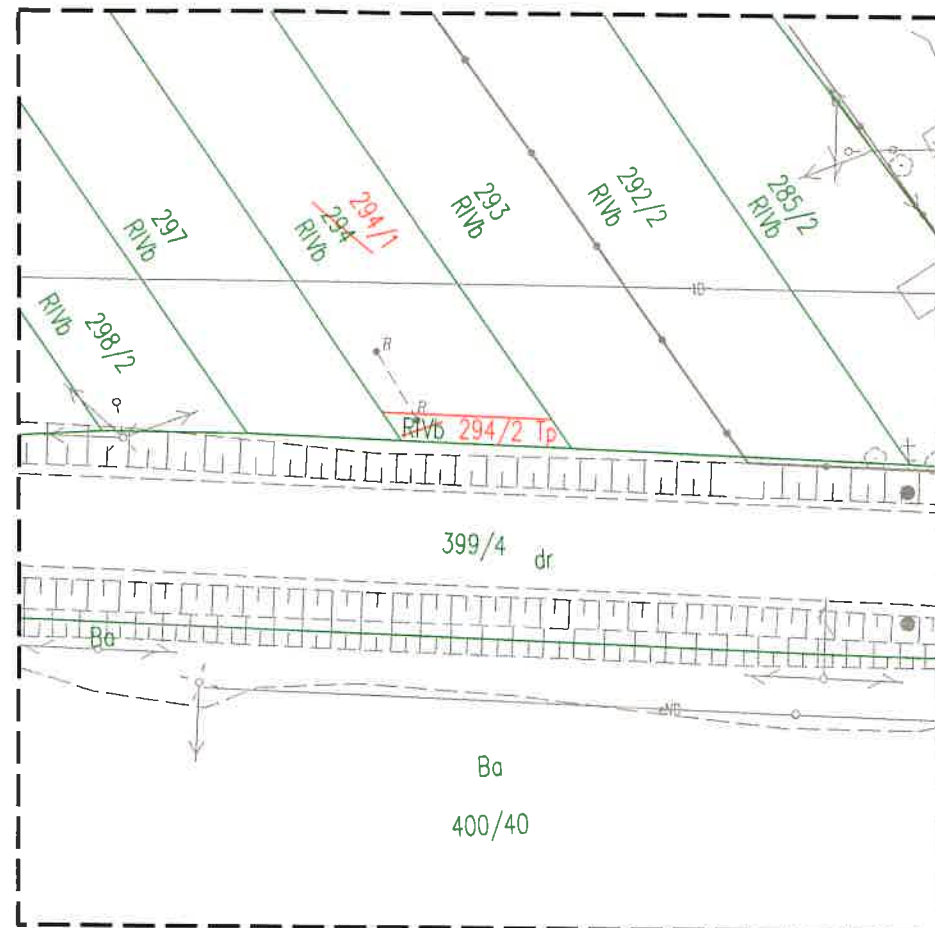 297
RIVb
298/2
RIVb
294
294/1
RIVb
293
RIVb
292/2
RIVb
285/2
RIVb
R
R
RIVb 294/2 Tp
399/4 dr
Ba
Ba
400/40